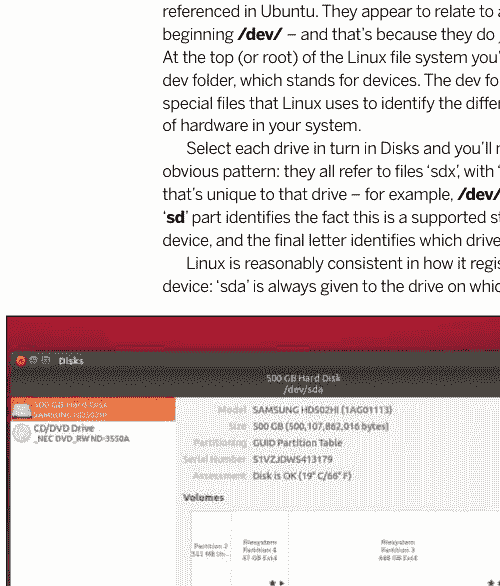 referenced in Ubuntu. They appear to relate to a
beginning /dev/ – and that's because they do
At the top (or root) of the Linux file system you'
dev folder, which stands for devices. The dev fo
special files that Linux uses to identify the differ
of hardware in your system.
Select each drive in turn in Disks and you'll
obvious pattern: they all refer to files 'sdx', with '
that's unique to that drive – for example, /dev/
'sd' part identifies the fact this is a supported st
device, and the final letter identifies which drive
Linux is reasonably consistent in how it regis
device: 'sda' is always given to the drive on whic
Disks
500 GB Hard Disk
/dev/sda
500 GB Hard Disk
SAMSUNG HD502HI
Model SAMSUNG HD502HI (1AG01113)
CD/DVD Drive
_NEC DVD_RW ND-3550A
Size 500 GB (500,107,862,016 bytes)
Partitioning GUID Partition Table
Serial Number S1VZJDWS413179
Assessment Disk is OK (19° C/66° F)
Volumes
Partition 2
Filesystem
Partition 4
Filesystem
Partition 3